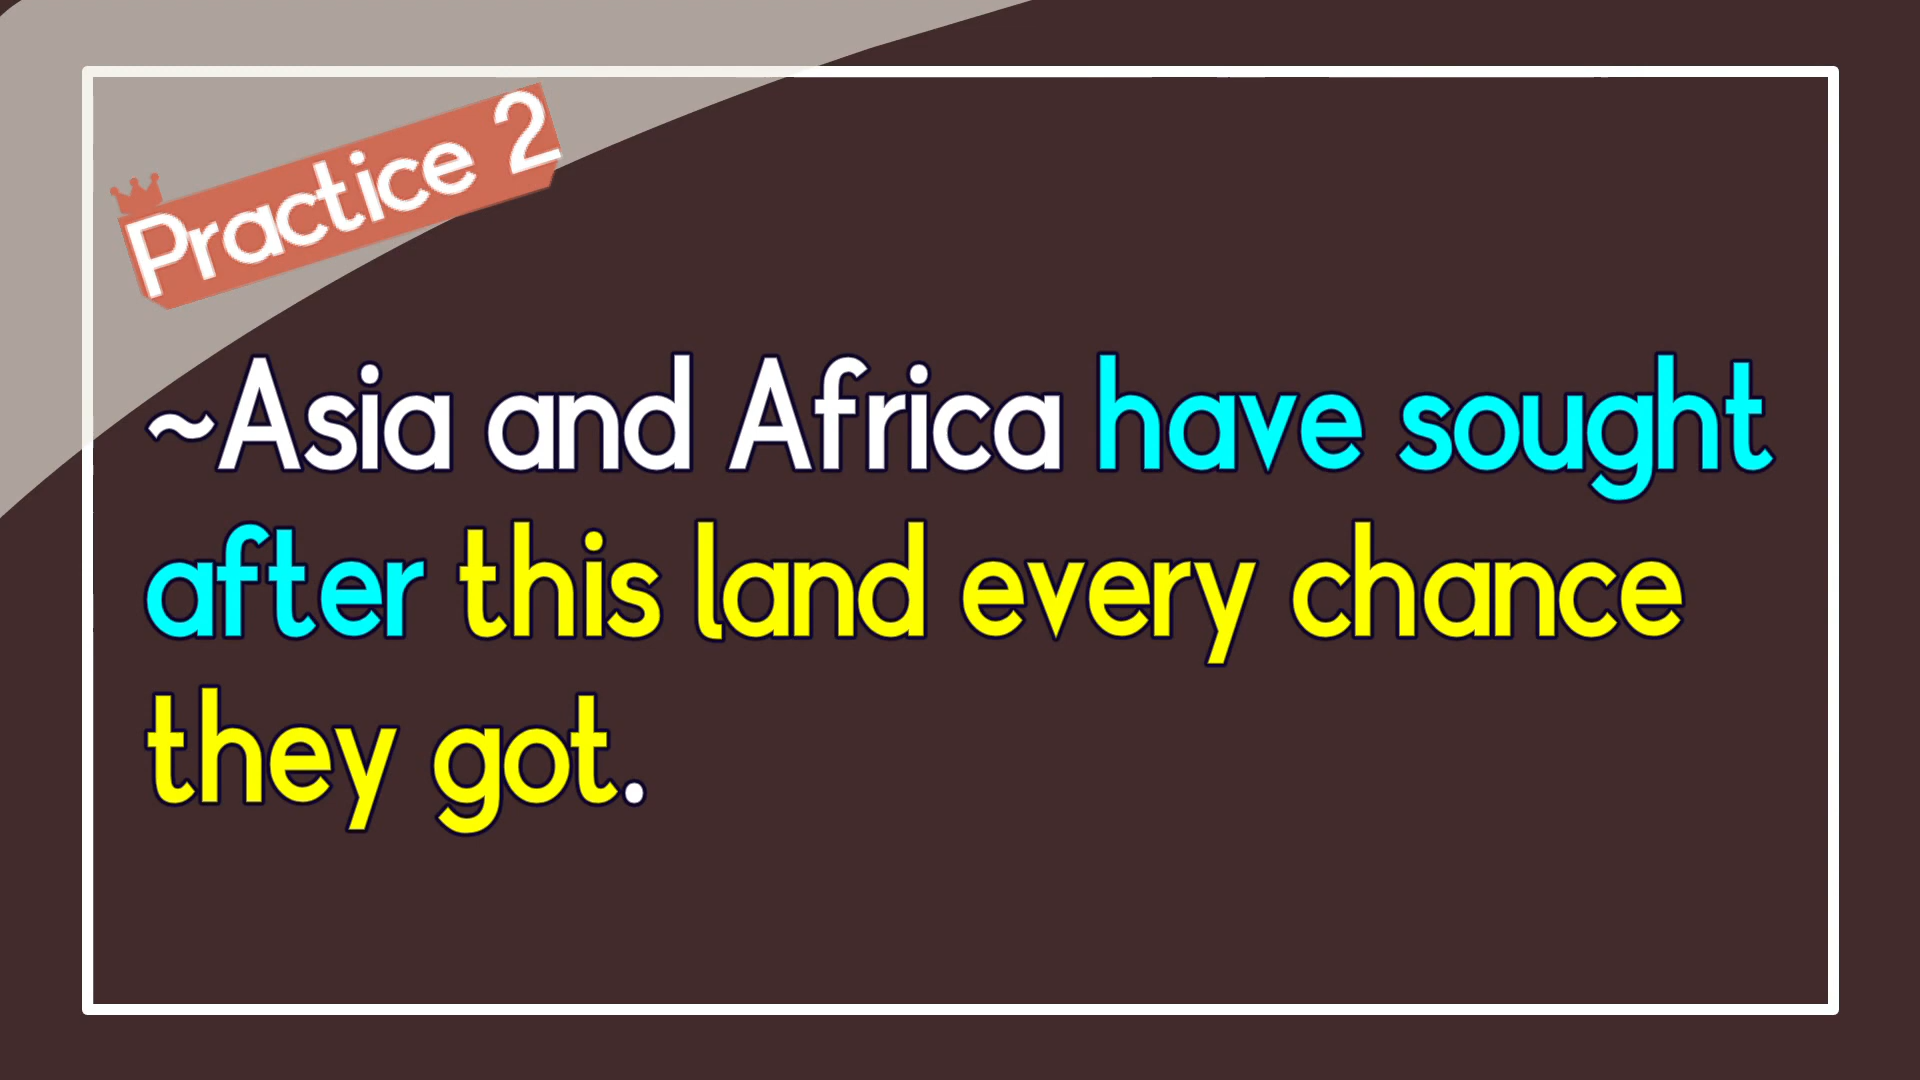 Practice 2
~Asia and Africa have sought
after this land every chance
they got.